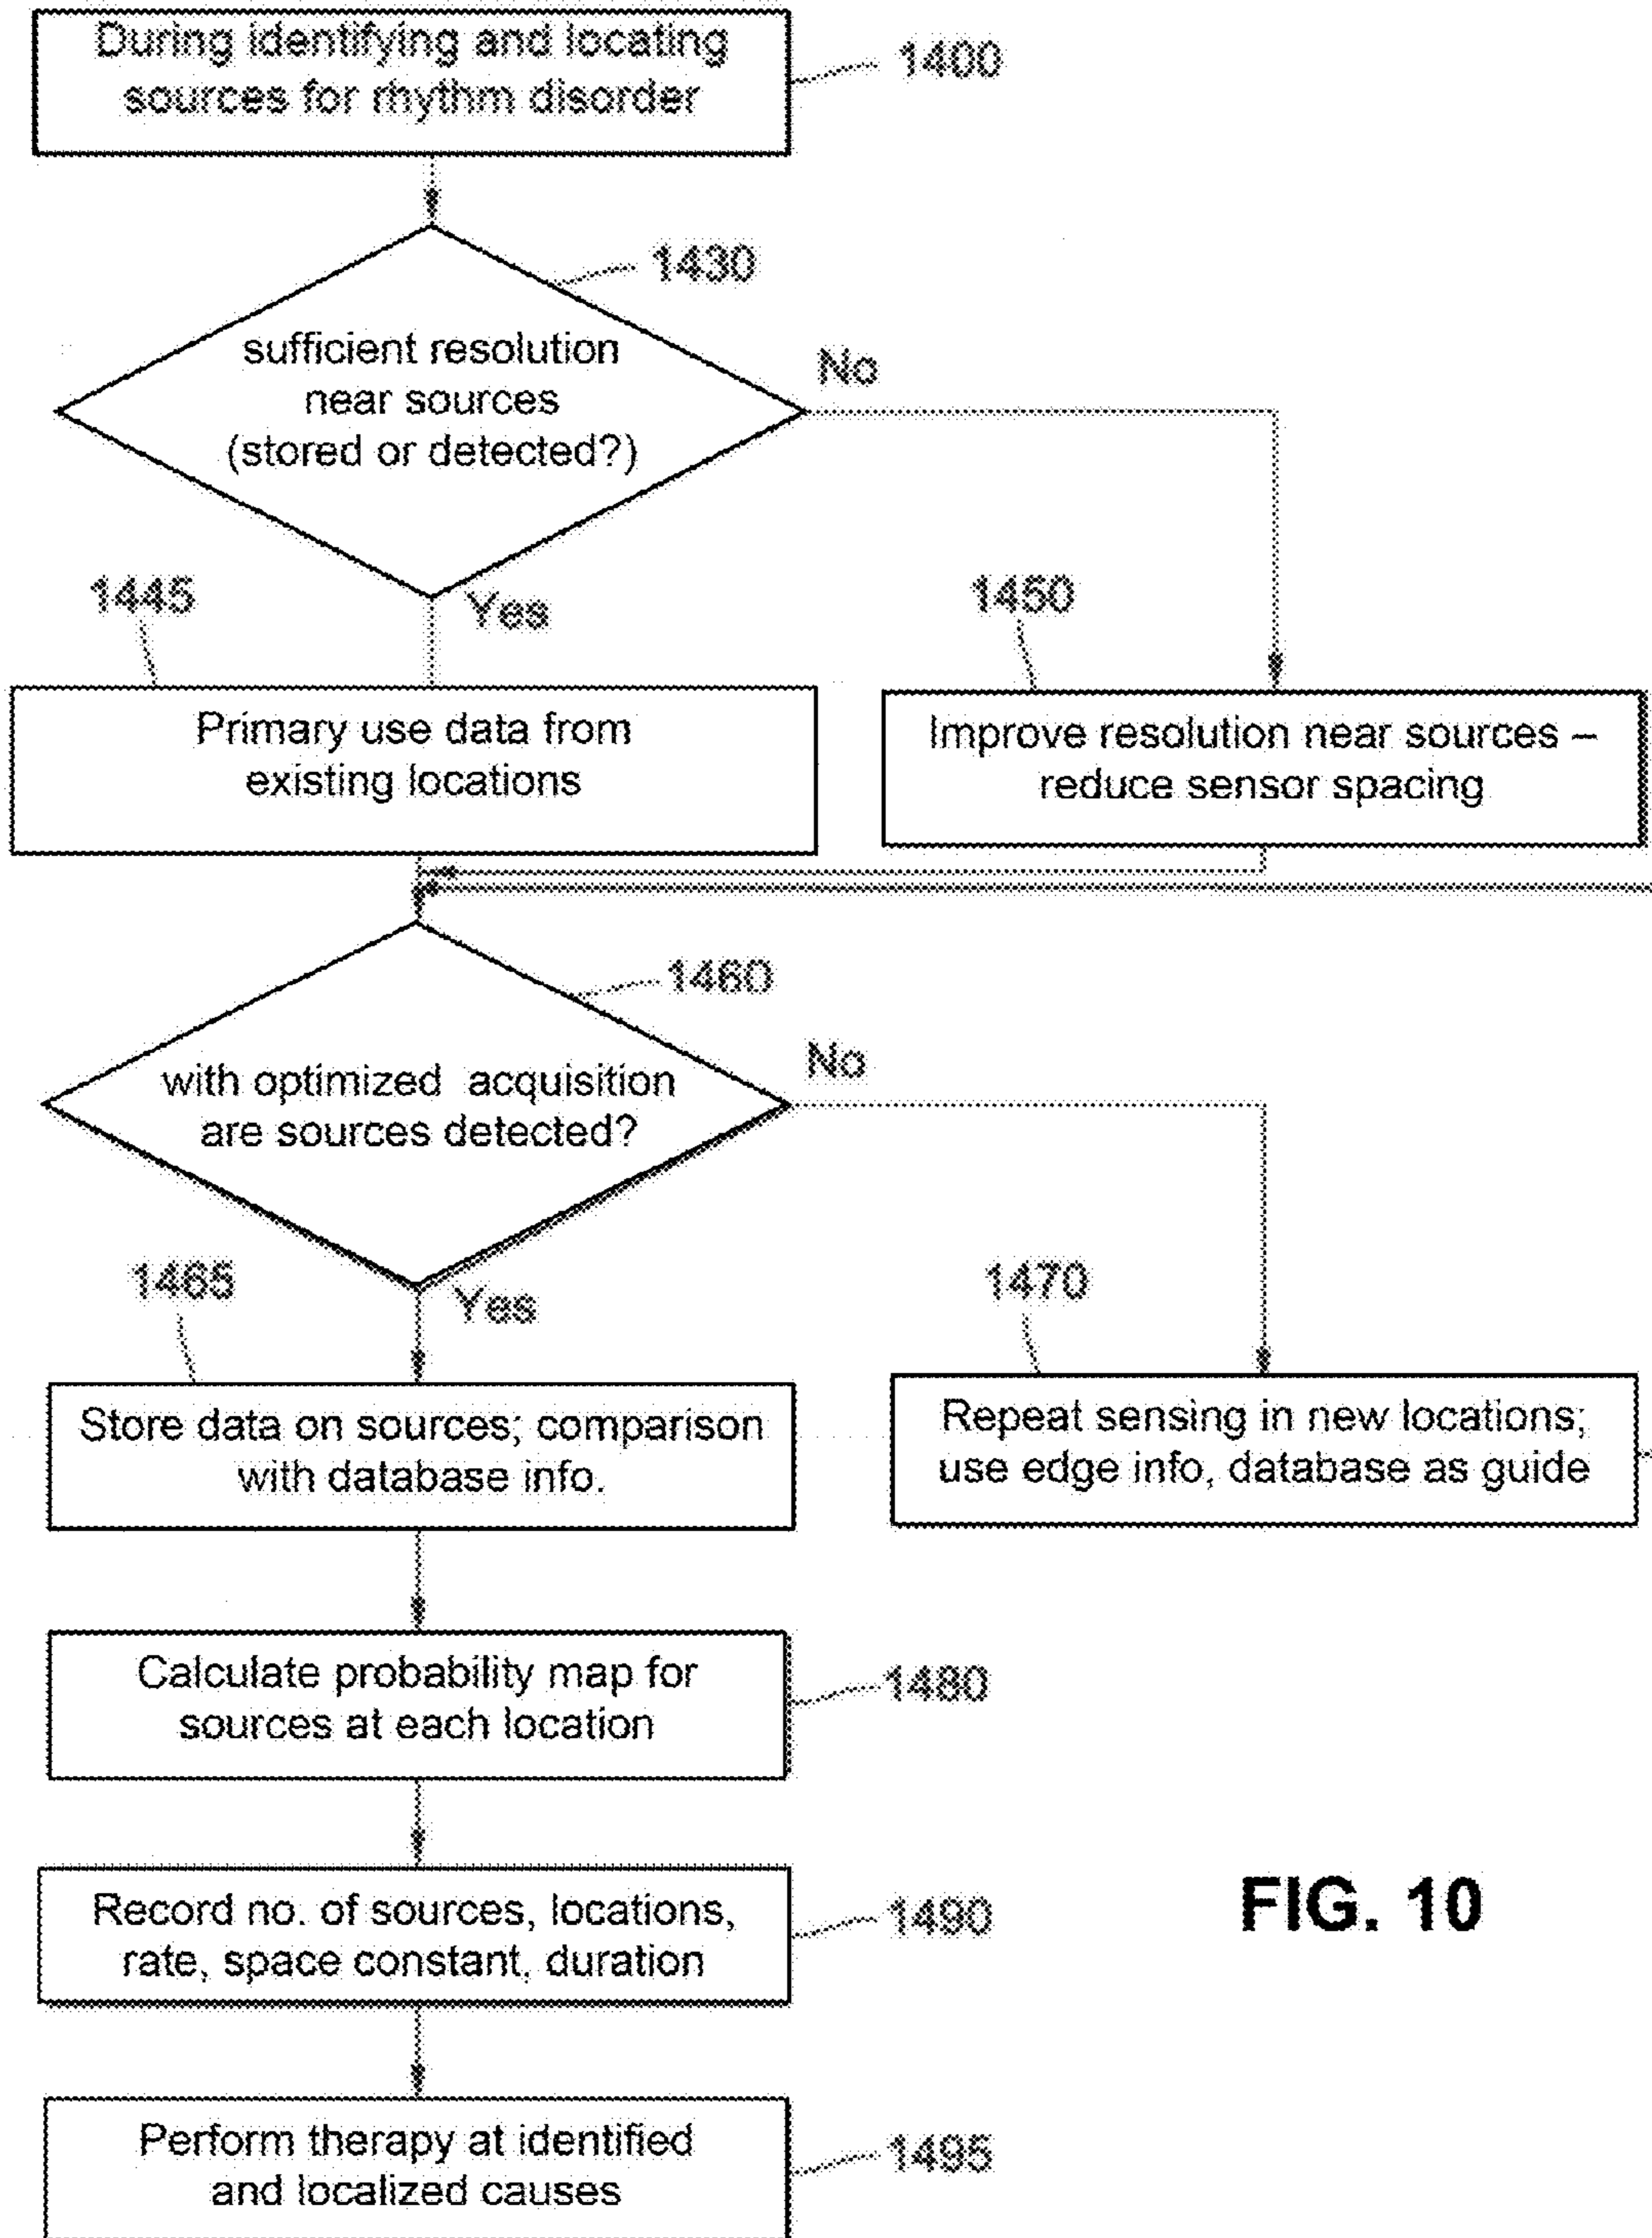 During identifying and locating
sources for rhythm disorder
1400
1430
sufficient resolution
near sources
(stored or detected?)
No
Yes
1445
1450
Primary use data from
existing locations
Improve resolution near sources –
reduce sensor spacing
1460
with optimized acquisition
are sources detected?
No
Yes
1465
1470
Store data on sources; comparison
with database info.
Repeat sensing in new locations;
use edge info, database as guide
Calculate probability map for
sources at each location
1480
Record no. of sources, locations,
rate, space constant, duration
1490
FIG. 10
Perform therapy at identified
and localized causes
1495